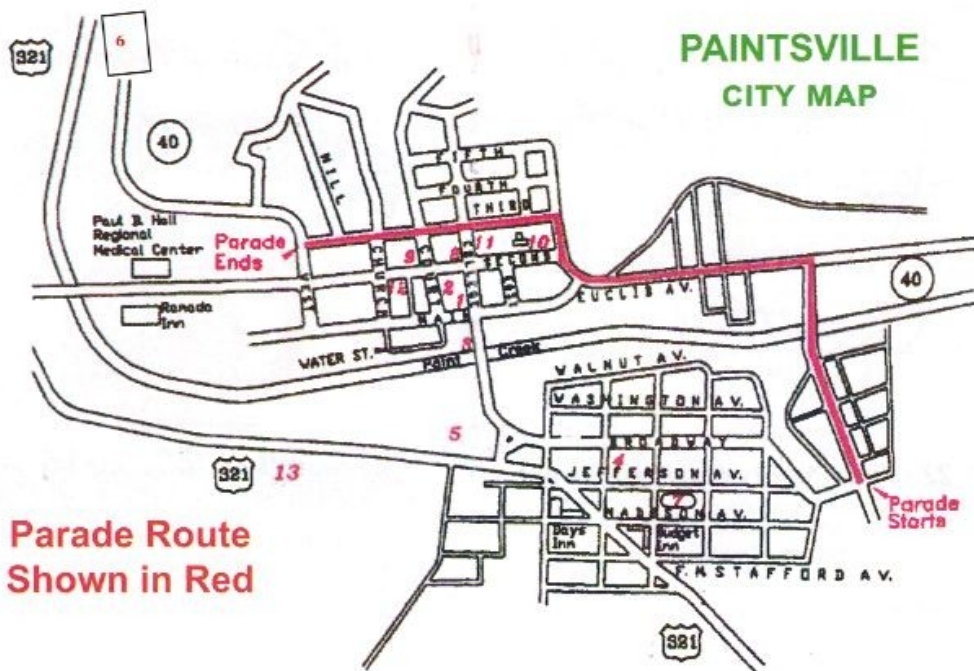 PAINTSVILLE
CITY MAP
6
321
40
HILL
FIFTH
FOURTH
THIRD
Paul B Hall
Regional
Medical Center
Parade
Ends
9
8
11
10
SECOND
CHURCH
COLLEGE
12
2
1
MAIN
EUCLID AV.
40
Ramada
Inn
WATER ST.
3
Paint Creek
WALNUT AV.
WASHINGTON AV.
5
BROADWAY
4
JEFFERSON AV.
321
13
7
MADISON AV.
Parade
Starts
Days
Inn
Budget
Inn
F.M.STAFFORD AV.
Parade Route
Shown in Red
321